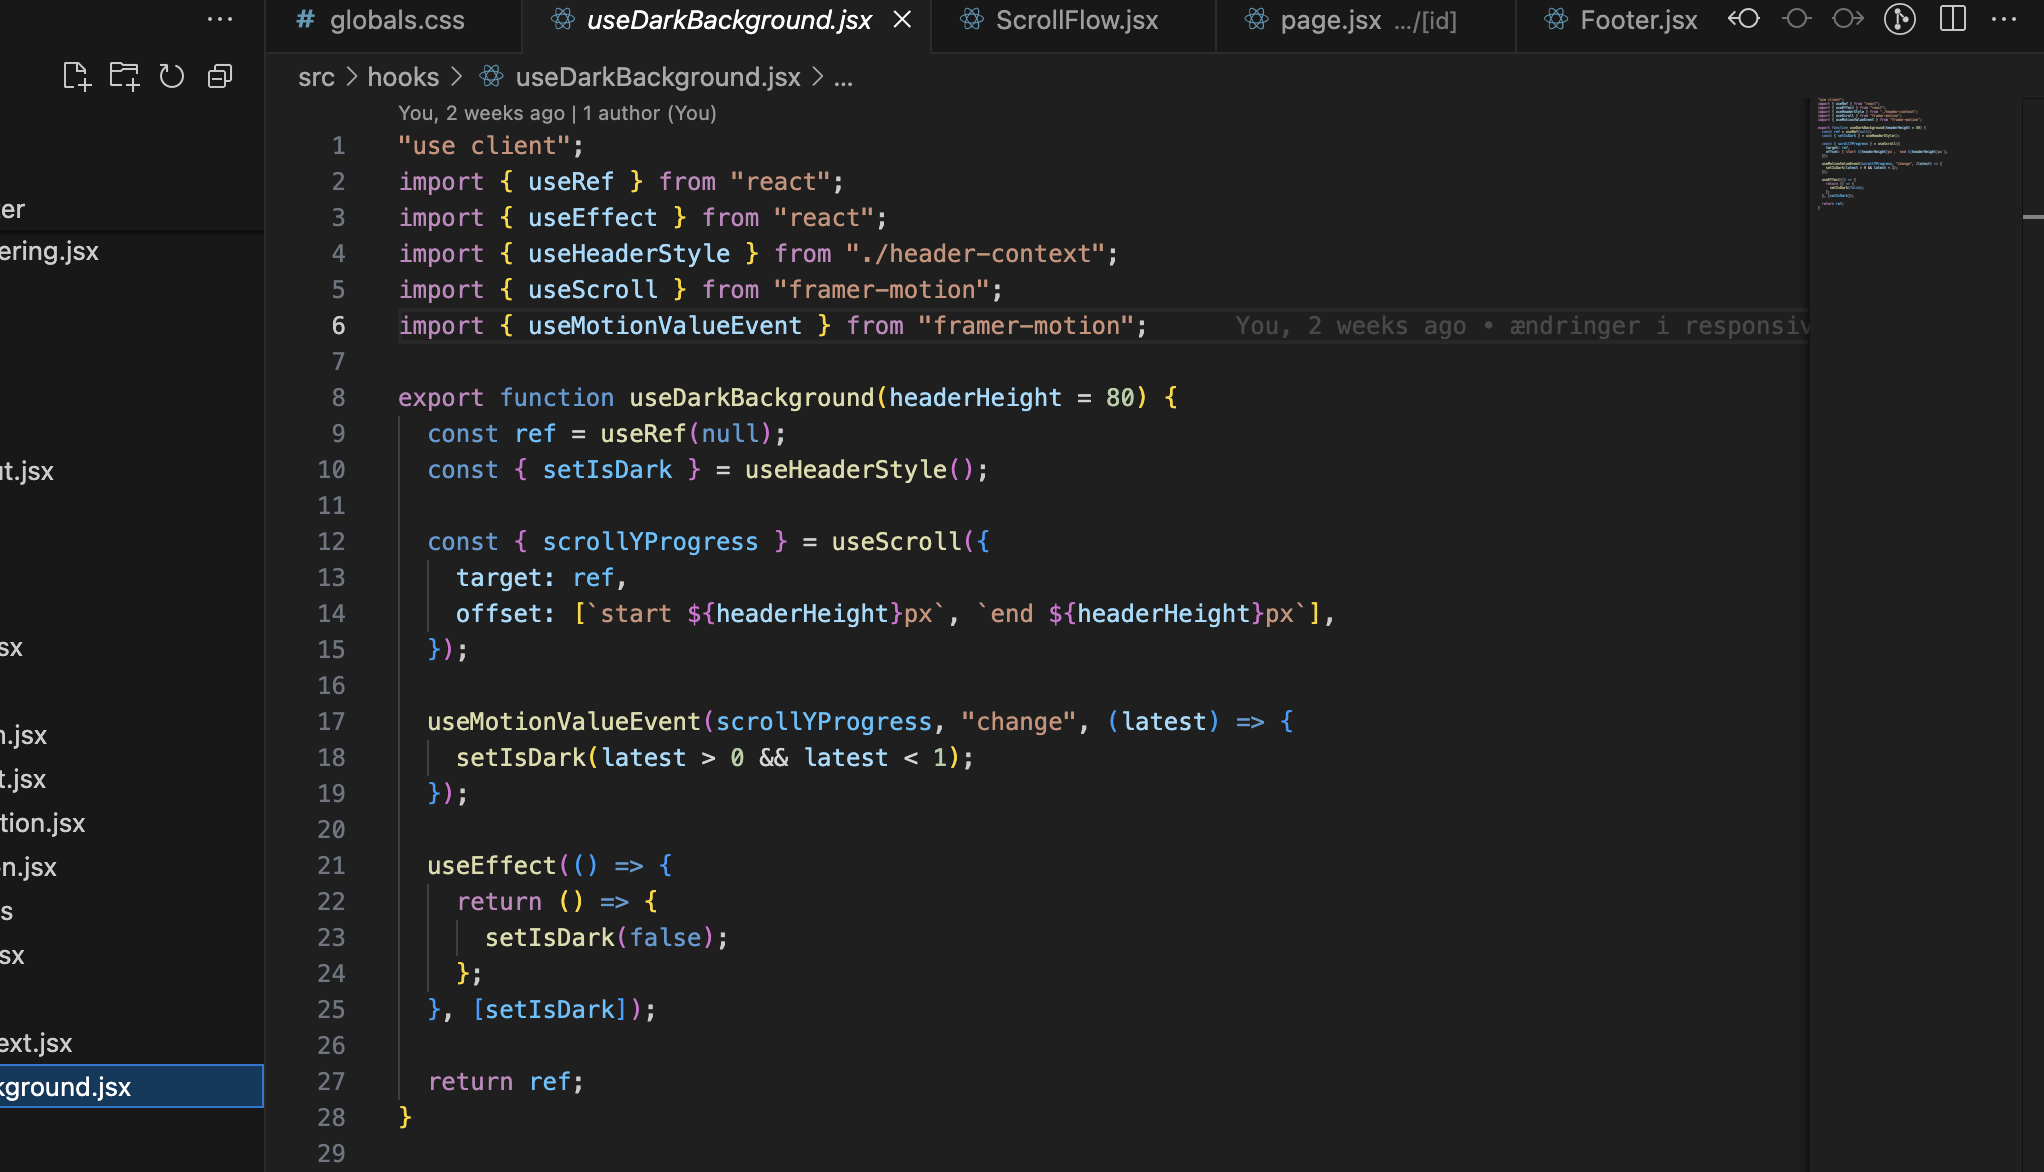 globals.css
useDarkBackground.jsx
ScrollFlow.jsx
page.jsx .../[id]
Footer.jsx
src > hooks > useDarkBackground.jsx > ...
You, 2 weeks ago | 1 author (You)
er
ering.jsx
t.jsx
sx
.jsx
t.jsx
tion.jsx
n.jsx
s
sx
ext.jsx
ground.jsx
1 "use client";
2 import { useRef } from "react";
3 import { useEffect } from "react";
4 import { useHeaderStyle } from "./header-context";
5 import { useScroll } from "framer-motion";
6 import { useMotionValueEvent } from "framer-motion"; You, 2 weeks ago • ændringer i responsiv
7
8 export function useDarkBackground(headerHeight = 80) {
9 const ref = useRef(null);
10 const { setIsDark } = useHeaderStyle();
11
12 const { scrollYProgress } = useScroll({
13 target: ref,
14 offset: [`start ${headerHeight}px`, `end ${headerHeight}px`],
15 });
16
17 useMotionValueEvent(scrollYProgress, "change", (latest) => {
18 setIsDark(latest > 0 && latest < 1);
19 });
20
21 useEffect(() => {
22 return () => {
23 setIsDark(false);
24 };
25 }, [setIsDark]);
26
27 return ref;
28 }
29